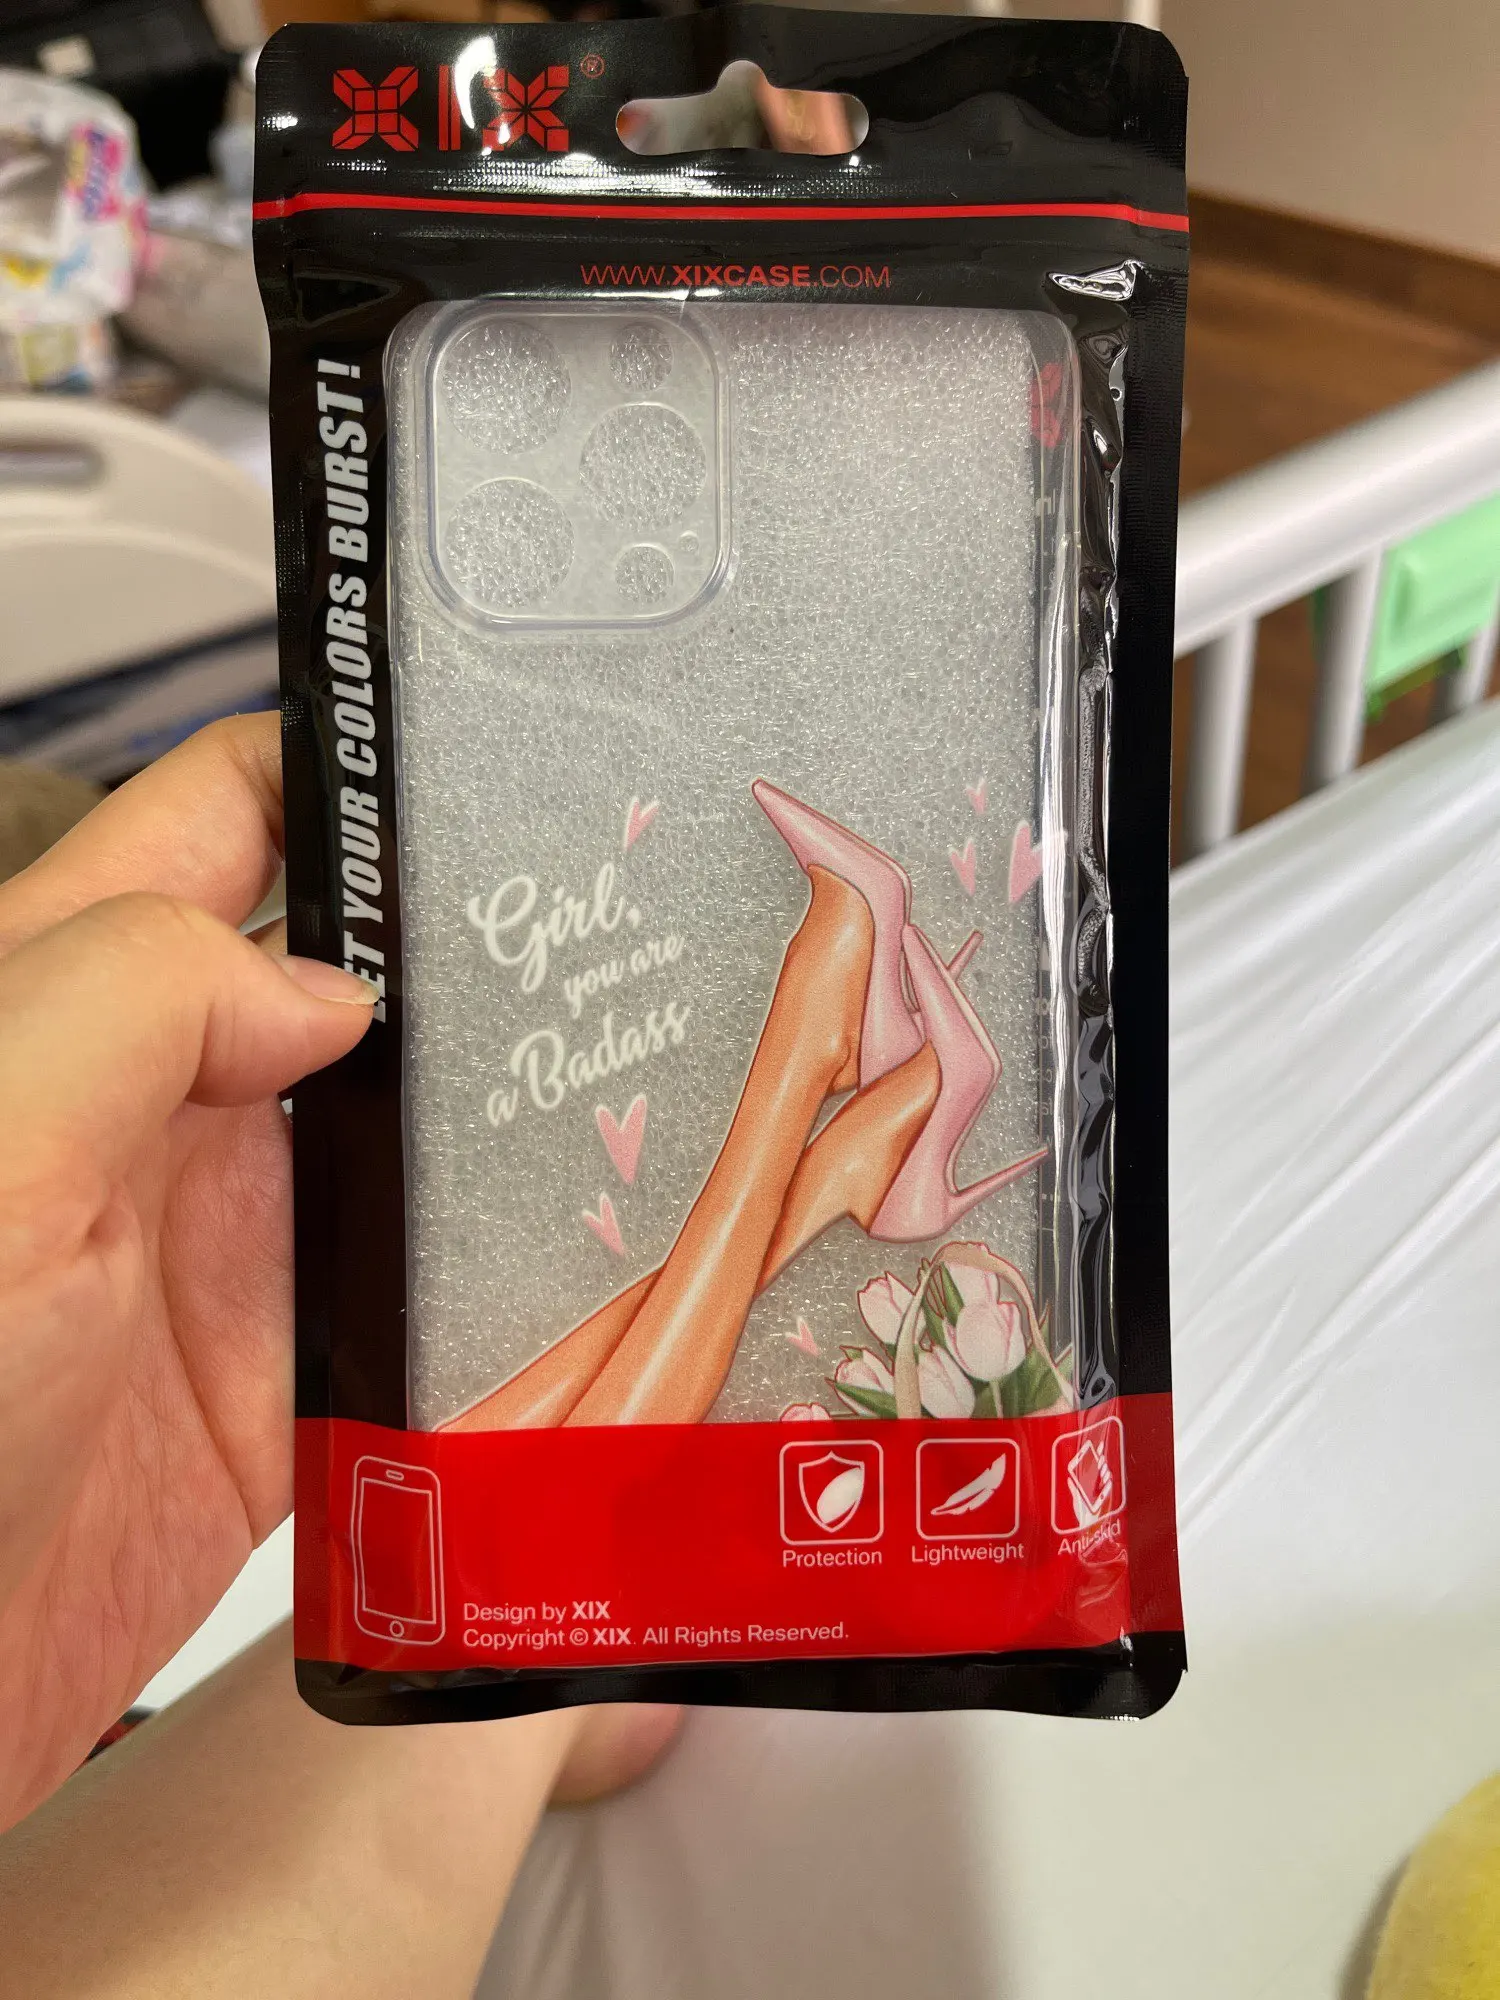 XIX®
WWW.XIXCASE.COM
LET YOUR COLORS BURST!
Girl,
you are
a Badass
Protection
Lightweight
Anti-skid
Design by XIX
Copyright © XIX. All Rights Reserved.